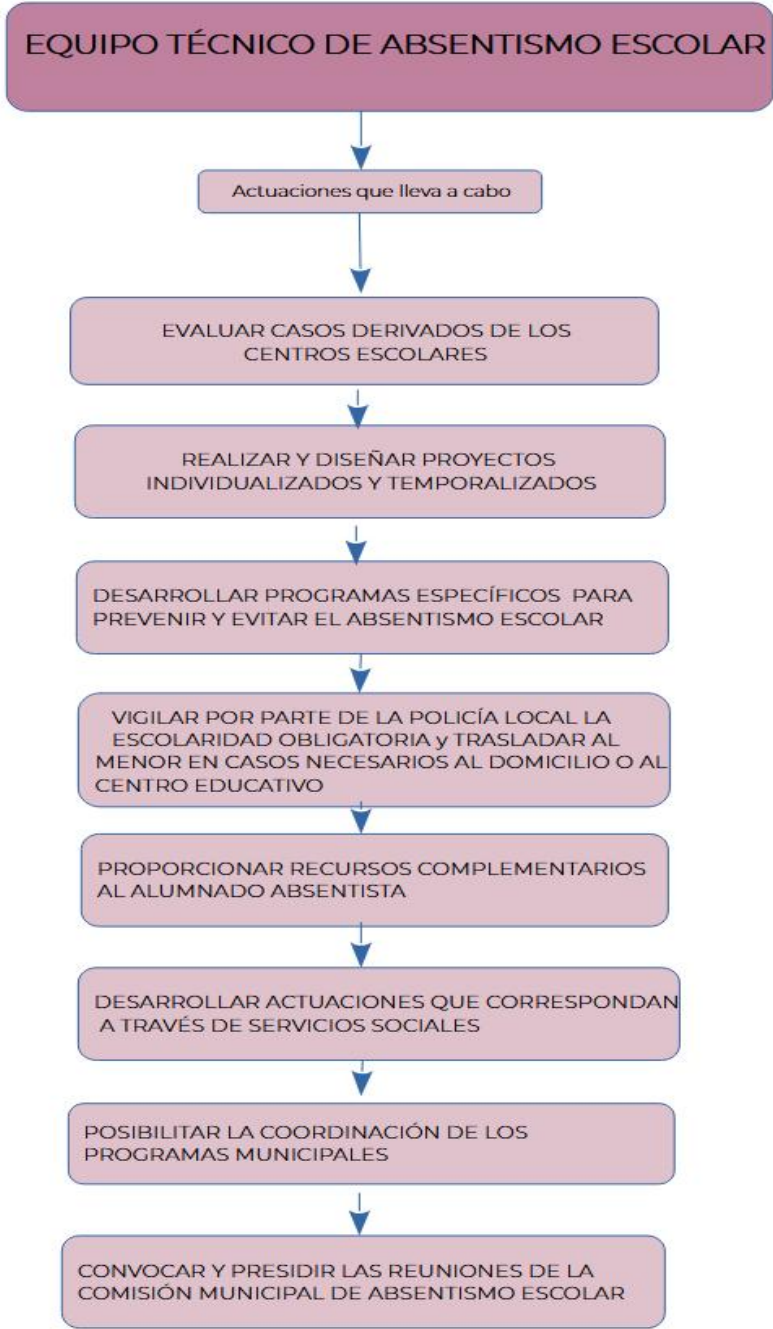 EQUIPO TÉCNICO DE ABSENTISMO ESCOLAR
Actuaciones que lleva a cabo
EVALUAR CASOS DERIVADOS DE LOS
CENTROS ESCOLARES
REALIZAR Y DISEÑAR PROYECTOS
INDIVIDUALIZADOS Y TEMPORALIZADOS
DESARROLLAR PROGRAMAS ESPECÍFICOS PARA
PREVENIR Y EVITAR EL ABSENTISMO ESCOLAR
VIGILAR POR PARTE DE LA POLICÍA LOCAL LA
ESCOLARIDAD OBLIGATORIA y TRASLADAR AL
MENOR EN CASOS NECESARIOS AL DOMICILIO O AL
CENTRO EDUCATIVO
PROPORCIONAR RECURSOS COMPLEMENTARIOS
AL ALUMNADO ABSENTISTA
DESARROLLAR ACTUACIONES QUE CORRESPONDAN
A TRAVÉS DE SERVICIOS SOCIALES
POSIBILITAR LA COORDINACIÓN DE LOS
PROGRAMAS MUNICIPALES
CONVOCAR Y PRESIDIR LAS REUNIONES DE LA
COMISIÓN MUNICIPAL DE ABSENTISMO ESCOLAR